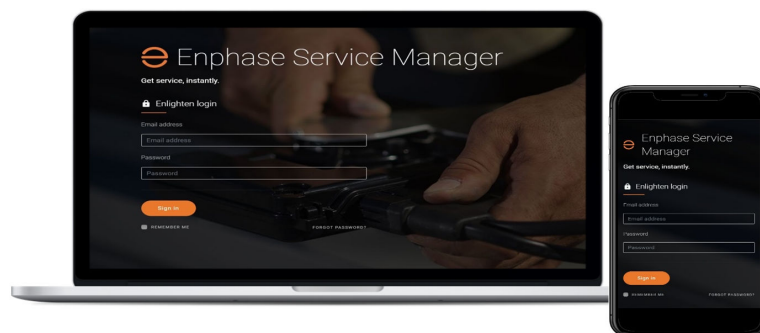 Enphase Service Manager
Get service, instantly.
Enlighten login
Email address
Email address
Password
Password
Sign in
REMEMBER ME FORGOT PASSWORD?
Enphase Service
Manager
Get service, instantly.
Enlighten login
Email address
Email address
Password
Password
Sign in
REMEMBER ME FORGOT PASSWORD?